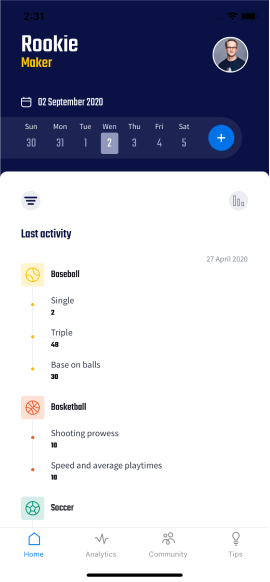 2:31
Rookie
Maker
02 September 2020
Sun Mon Tue Wen Thu Fri Sat
30 31 1 2 3 4 5
Last activity
27 April 2020
Baseball
Single
2
Triple
48
Base on balls
30
Basketball
Shooting prowess
10
Speed and average playtimes
10
Soccer
Home Analytics Community Tips